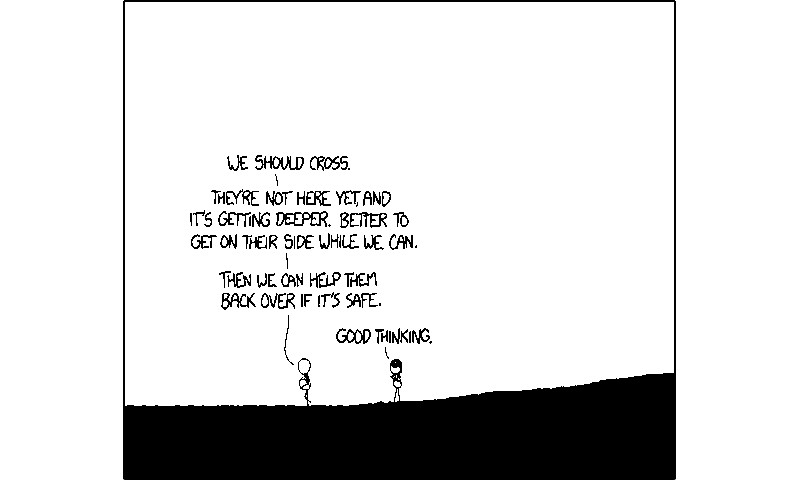 WE SHOULD CROSS.
THEY'RE NOT HERE YET, AND
IT'S GETTING DEEPER. BETTER TO
GET ON THEIR SIDE WHILE WE CAN.
THEN WE CAN HELP THEM
BACK OVER IF IT'S SAFE.
GOOD THINKING.